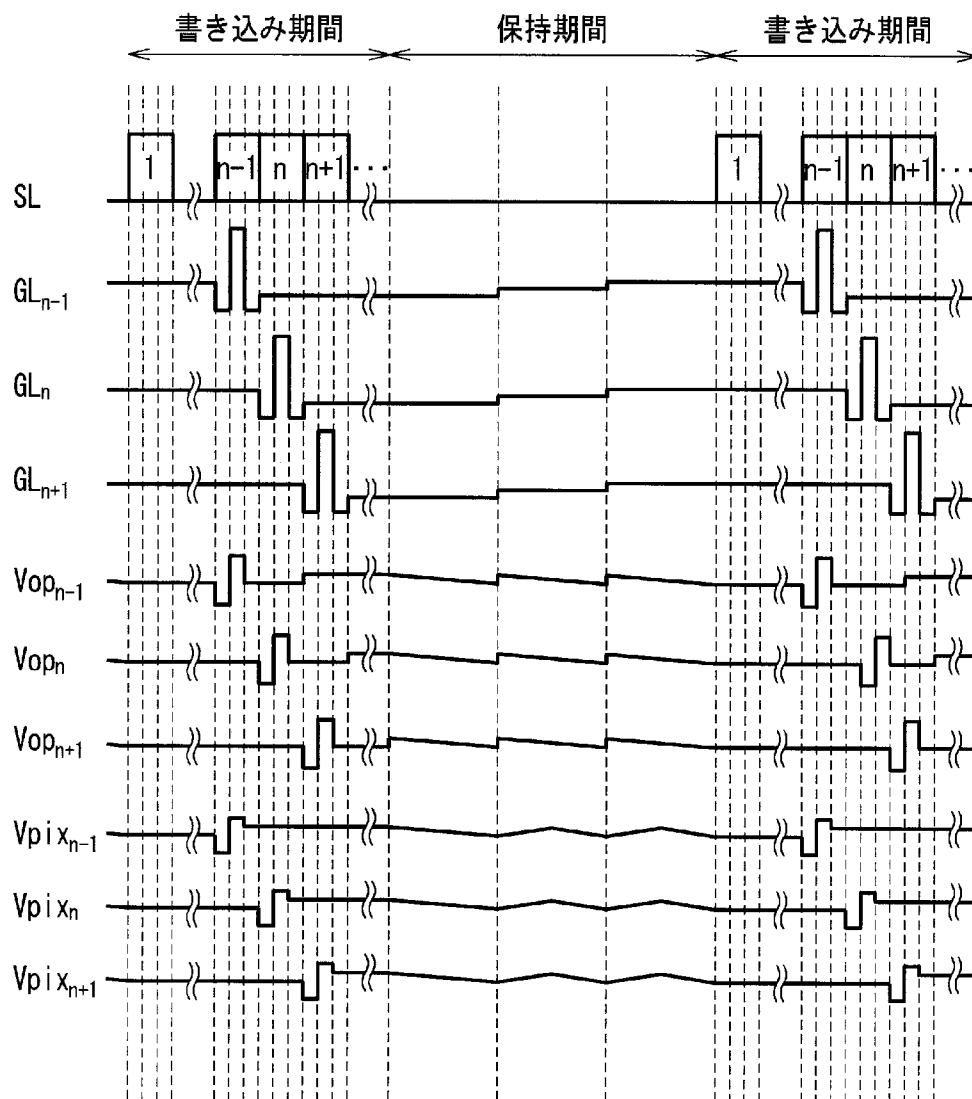 書き込み期間 保持期間 書き込み期間
1 n-1 n n+1 ··· 1 n-1 n n+1 ···
SL
GLn-1
GLn
GLn+1
Vopn-1
Vopn
Vopn+1
Vpixn-1
Vpixn
Vpixn+1